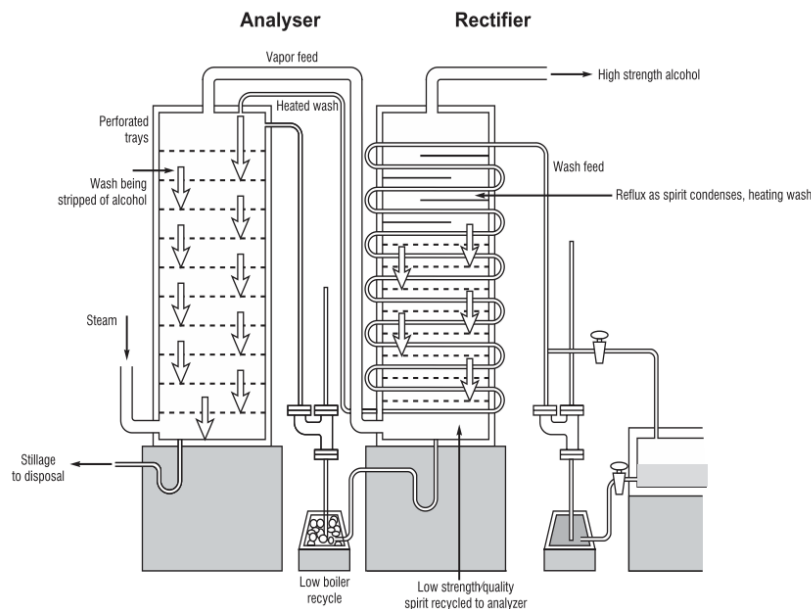 Analyser
Rectifier
Vapor feed
High strength alcohol
Heated wash
Perforated
trays
Wash feed
Wash being
stripped of alcohol
Reflux as spirit condenses, heating wash
Steam
Stillage
to disposal
Low boiler
recycle
Low strength/quality
spirit recycled to analyzer